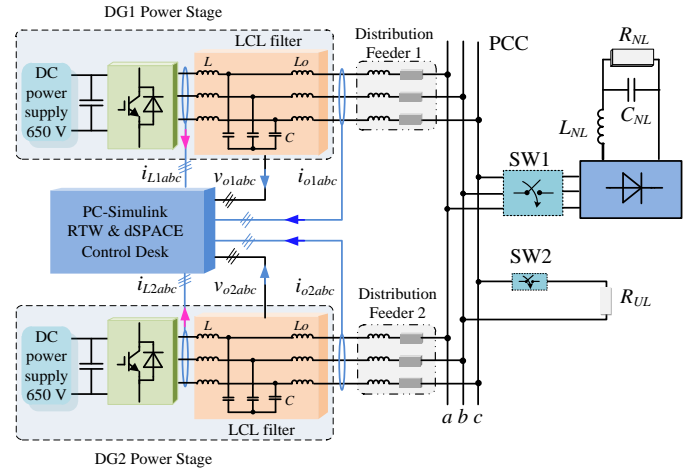 DG1 Power Stage
LCL filter
Distribution
Feeder 1
PCC
R_NL
DC
power
supply
650 V
L
Lo
C
C_NL
L_NL
SW1
i_L1abc
v_o1abc
i_o1abc
PC-Simulink
RTW & dSPACE
Control Desk
SW2
i_L2abc
v_o2abc
i_o2abc
Distribution
Feeder 2
R_UL
DC
power
supply
650 V
L
Lo
C
LCL filter
a b c
DG2 Power Stage